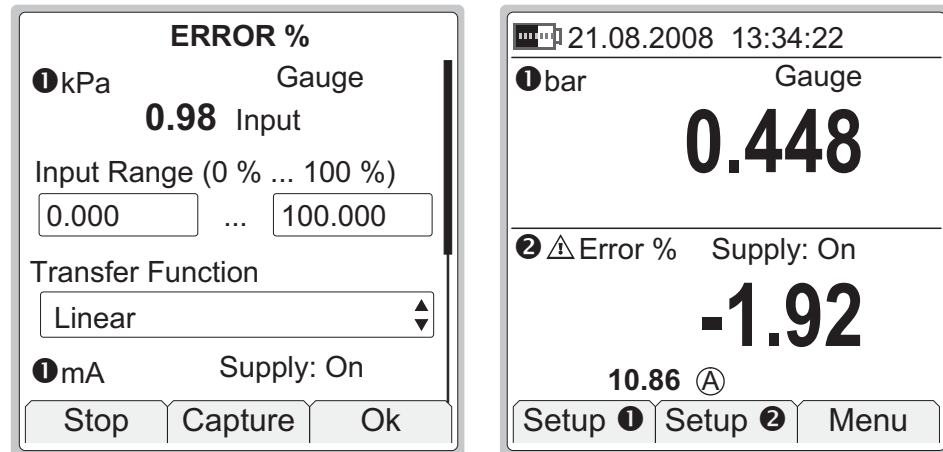 ERROR %
❶kPa Gauge
0.98 Input
Input Range (0 % ... 100 %)
0.000 ... 100.000
Transfer Function
Linear
❶mA Supply: On
Stop Capture Ok
21.08.2008 13:34:22
❶bar Gauge
0.448
❷ ⚠ Error % Supply: On
-1.92
10.86 Ⓐ
Setup ❶ Setup ❷ Menu